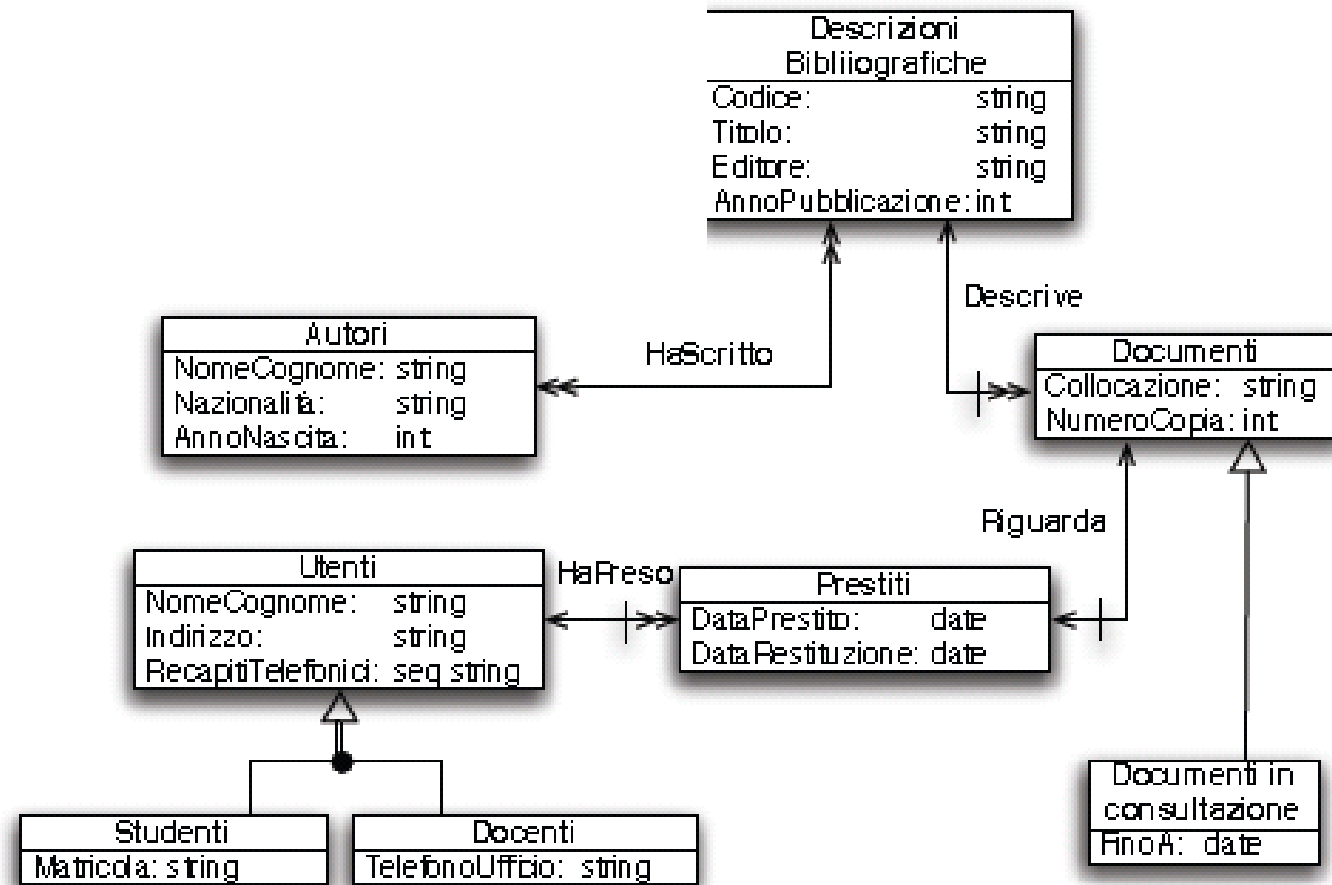 Descrizioni
Bibliiografiche
Codice: string
Titolo: string
Editore: string
AnnoPubblicazione: int
Descrive
HaScritto
Autori
NomeCognome: string
Nazionalità: string
AnnoNascita: int
Documenti
Collocazione: string
NumeroCopia: int
Riguarda
Utenti
NomeCognome: string
Indirizzo: string
RecapitiTelefonici: seq string
HaPreso
Prestiti
DataPrestito: date
DataRestituzione: date
Studenti
Matricola: string
Docenti
TelefonoUfficio: string
Documenti in
consultazione
FinoA: date